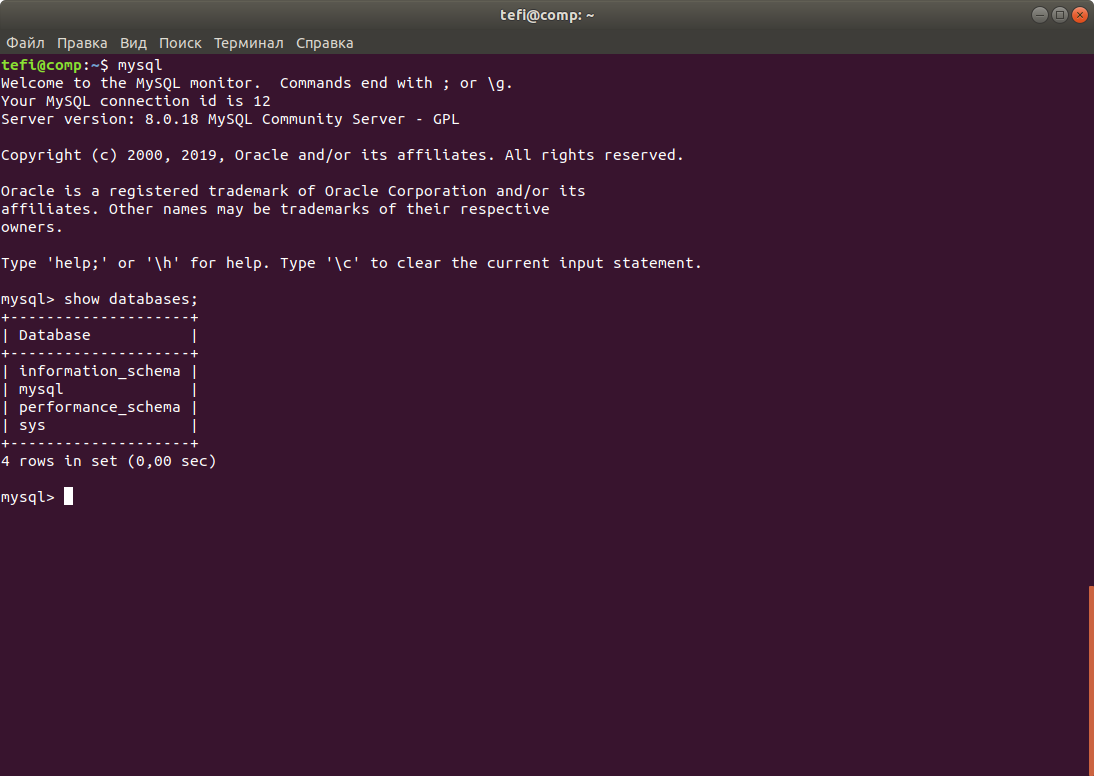 tefi@comp: ~
Файл Правка Вид Поиск Терминал Справка
tefi@comp:~$ mysql
Welcome to the MySQL monitor.  Commands end with ; or \g.
Your MySQL connection id is 12
Server version: 8.0.18 MySQL Community Server - GPL
Copyright (c) 2000, 2019, Oracle and/or its affiliates. All rights reserved.
Oracle is a registered trademark of Oracle Corporation and/or its
affiliates. Other names may be trademarks of their respective
owners.
Type 'help;' or '\h' for help. Type '\c' to clear the current input statement.
mysql> show databases;
+--------------------+
| Database           |
+--------------------+
| information_schema |
| mysql              |
| performance_schema |
| sys                |
+--------------------+
4 rows in set (0,00 sec)
mysql>